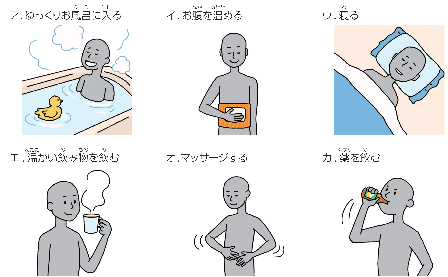 ア.ゆっくりお風呂に入る
イ.お腹を温める
ウ.寝る
エ.温かい飲み物を飲む
オ.マッサージする
カ.薬を飲む